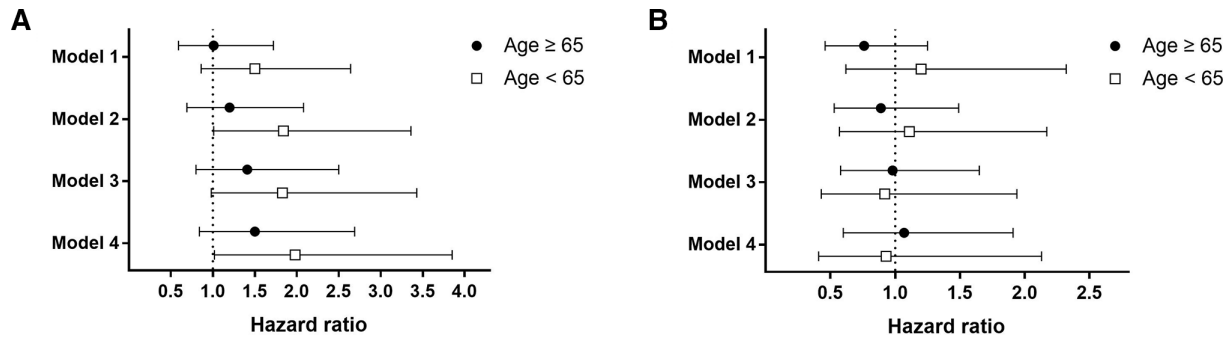 A
Model 1
Model 2
Model 3
Model 4
0.5 1.0 1.5 2.0 2.5 3.0 3.5 4.0
Hazard ratio
Age ≥ 65
Age < 65
B
Model 1
Model 2
Model 3
Model 4
0.5 1.0 1.5 2.0 2.5
Hazard ratio
Age ≥ 65
Age < 65